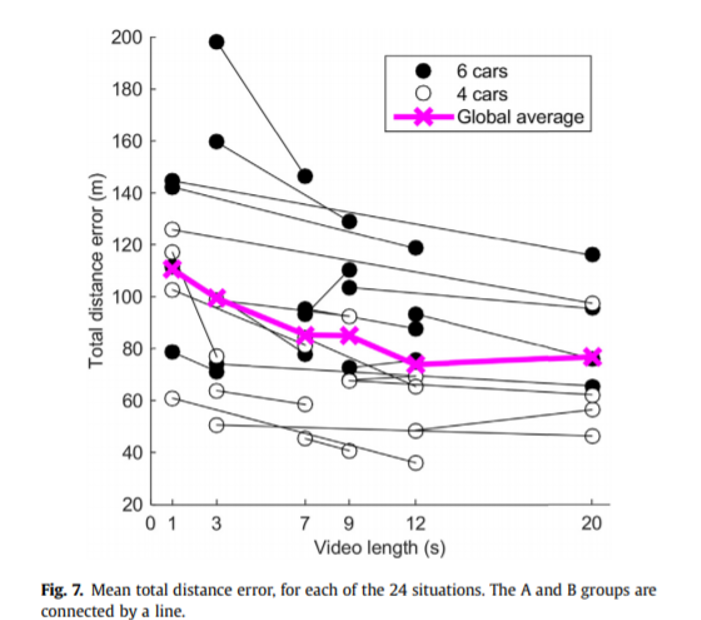 200
180
160
140
120
100
80
60
40
20
Total distance error (m)
6 cars
4 cars
Global average
0 1 3 7 9 12 20
Video length (s)
Fig. 7. Mean total distance error, for each of the 24 situations. The A and B groups are
connected by a line.